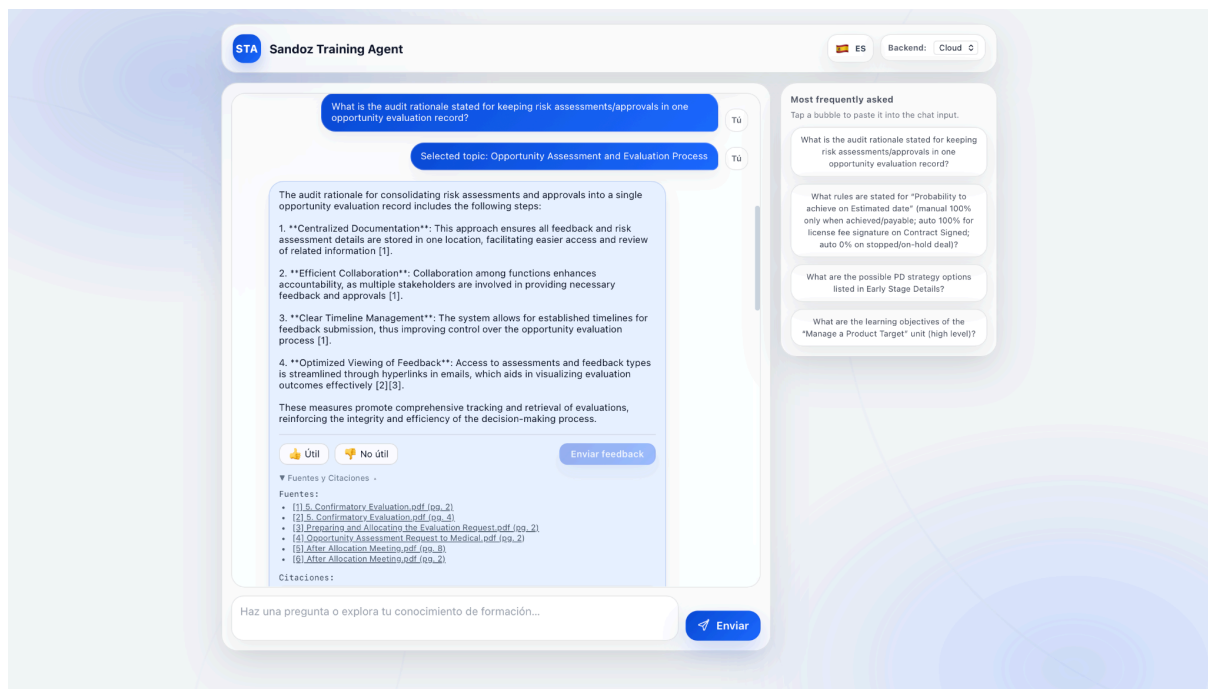 STA Sandoz Training Agent
🇪🇸 ES
Backend: Cloud
What is the audit rationale stated for keeping risk assessments/approvals in one
opportunity evaluation record?
Tú
Selected topic: Opportunity Assessment and Evaluation Process
Tú
The audit rationale for consolidating risk assessments and approvals into a single
opportunity evaluation record includes the following steps:
1. **Centralized Documentation**: This approach ensures all feedback and risk
assessment details are stored in one location, facilitating easier access and review
of related information [1].
2. **Efficient Collaboration**: Collaboration among functions enhances
accountability, as multiple stakeholders are involved in providing necessary
feedback and approvals [1].
3. **Clear Timeline Management**: The system allows for established timelines for
feedback submission, thus improving control over the opportunity evaluation
process [1].
4. **Optimized Viewing of Feedback**: Access to assessments and feedback types
is streamlined through hyperlinks in emails, which aids in visualizing evaluation
outcomes effectively [2][3].
These measures promote comprehensive tracking and retrieval of evaluations,
reinforcing the integrity and efficiency of the decision-making process.
👍 Útil
👎 No útil
Enviar feedback
▼ Fuentes y Citaciones
Fuentes:
• [1] 5. Confirmatory Evaluation.pdf (pg. 2)
• [2] 5. Confirmatory Evaluation.pdf (pg. 4)
• [3] Preparing and Allocating the Evaluation Request.pdf (pg. 2)
• [4] Opportunity Assessment Request to Medical.pdf (pg. 2)
• [5] After Allocation Meeting.pdf (pg. 8)
• [6] After Allocation Meeting.pdf (pg. 2)
Citaciones:
Haz una pregunta o explora tu conocimiento de formación...
Enviar
Most frequently asked
Tap a bubble to paste it into the chat input.
What is the audit rationale stated for keeping
risk assessments/approvals in one
opportunity evaluation record?
What rules are stated for "Probability to
achieve on Estimated date" (manual 100%
only when achieved/payable; auto 100% for
license fee signature on Contract Signed;
auto 0% on stopped/on-hold deal)?
What are the possible PD strategy options
listed in Early Stage Details?
What are the learning objectives of the
"Manage a Product Target" unit (high level)?